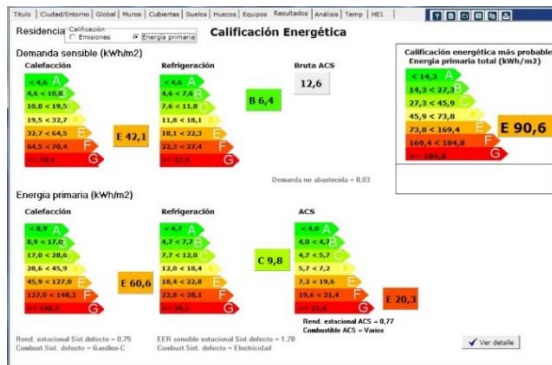 Título Ciudad/Entorno Global Muros Cubiertas Suelos Huecos Equipos Resultados Análisis Temp HE1
Residencia
Calificación
Emisiones
Energía primaria
Calificación Energética
Demanda sensible (kWh/m2)
Calefacción
< 4,6 A
4,6 < 10,8 B
10,8 < 19,5 C
19,5 < 32,7
32,7 < 64,5 E
64,5 < 70,4 F
G
E 42,1
Refrigeración
< 4,6 A
4,6 < 7,6 B
7,6 < 11,8 C
11,8 < 18,1
18,1 < 22,3 E
22,3 < 27,4 F
G
B 6,4
Bruta ACS
12,6
Demanda no abastecida = 0,03
Calificación energética más probable
Energía primaria total (kWh/m2)
< 14,3 A
14,3 < 27,3 B
27,3 < 45,9 C
45,9 < 73,8
73,8 < 169,4 E
F
G
E 90,6
Energia primaria (kWh/m2)
Calefacción
< 8,9 A
8,9 < 17,0 B
17,0 < 28,6 C
28,6 < 45,9
45,9 < 127,0 E
127,0 < 148,2 F
G
E 60,6
Refrigeración
< 4,7 A
4,7 < 7,7 B
7,7 < 12,0 C
12,0 < 18,4
18,4 < 22,8 E
22,8 < 28,1 F
G
C 9,8
ACS
< 4,0 A
4,0 < 4,7 B
4,7 < 5,7 C
5,7 < 7,2
7,2 < 19,6 E
19,6 < 21,4 F
G
E 20,3
Rend. estacional ACS = 0,77
Combustible ACS = Varios
Rend. estacional Sist.defecto = 0,75
Combust.Sist. defecto = Gasóleo-C
EER sensible estacional Sist.defecto = 1,70
Combust.Sist. defecto = Electricidad
Ver detalle